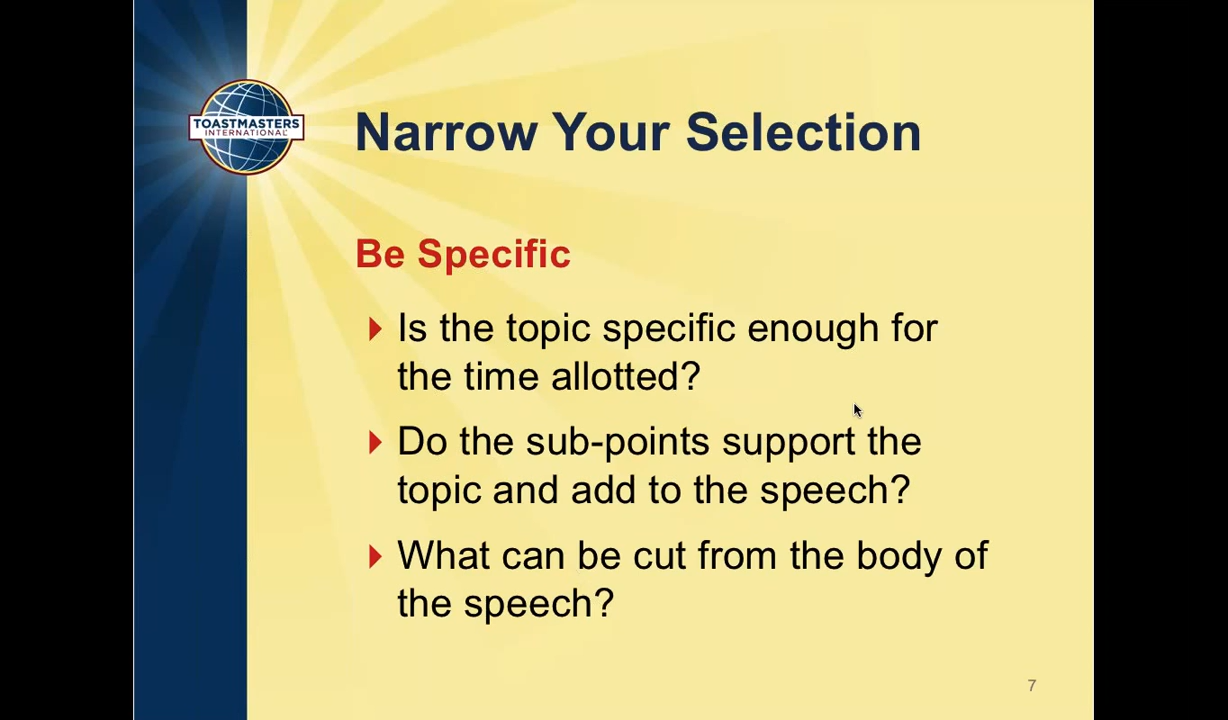 TOASTMASTERS
INTERNATIONAL
Narrow Your Selection
Be Specific
Is the topic specific enough for
the time allotted?
Do the sub-points support the
topic and add to the speech?
What can be cut from the body of
the speech?
7